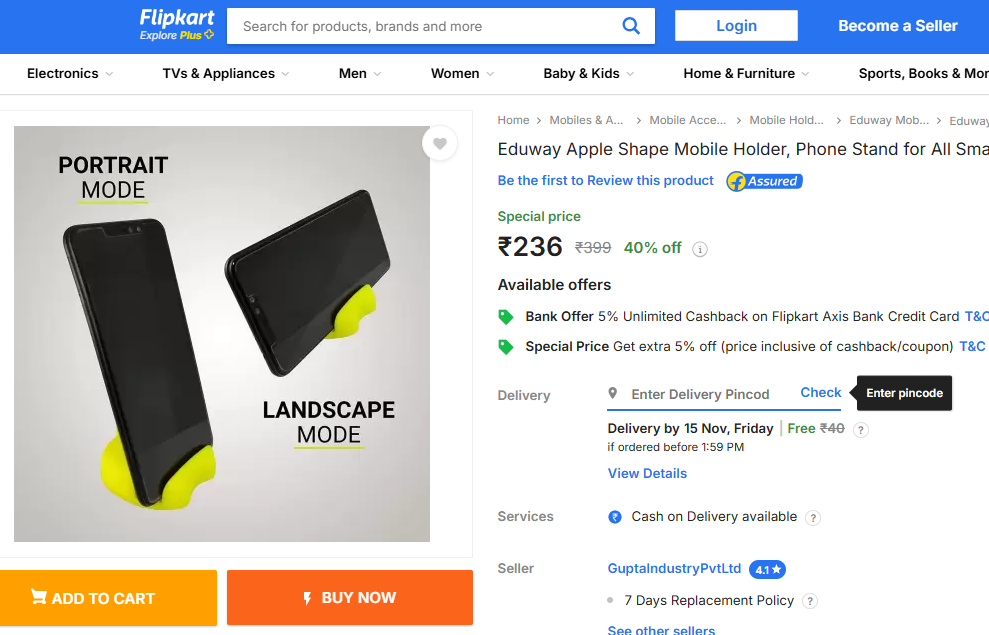 Flipkart
Explore Plus
Search for products, brands and more
Login
Become a Seller
Electronics
TVs & Appliances
Men
Women
Baby & Kids
Home & Furniture
Sports, Books & Mor
Home
Mobiles & A...
Mobile Acce...
Mobile Hold...
Eduway Mob...
Eduway
PORTRAIT
MODE
LANDSCAPE
MODE
Eduway Apple Shape Mobile Holder, Phone Stand for All Sma
Be the first to Review this product
Assured
Special price
₹236 ₹399 40% off
Available offers
Bank Offer 5% Unlimited Cashback on Flipkart Axis Bank Credit Card T&C
Special Price Get extra 5% off (price inclusive of cashback/coupon) T&C
Delivery
Enter Delivery Pincod
Check
Enter pincode
Delivery by 15 Nov, Friday | Free ₹40 ?
if ordered before 1:59 PM
View Details
Services
₹ Cash on Delivery available ?
Seller
GuptaIndustryPvtLtd 4.1★
7 Days Replacement Policy ?
See other sellers
ADD TO CART
BUY NOW